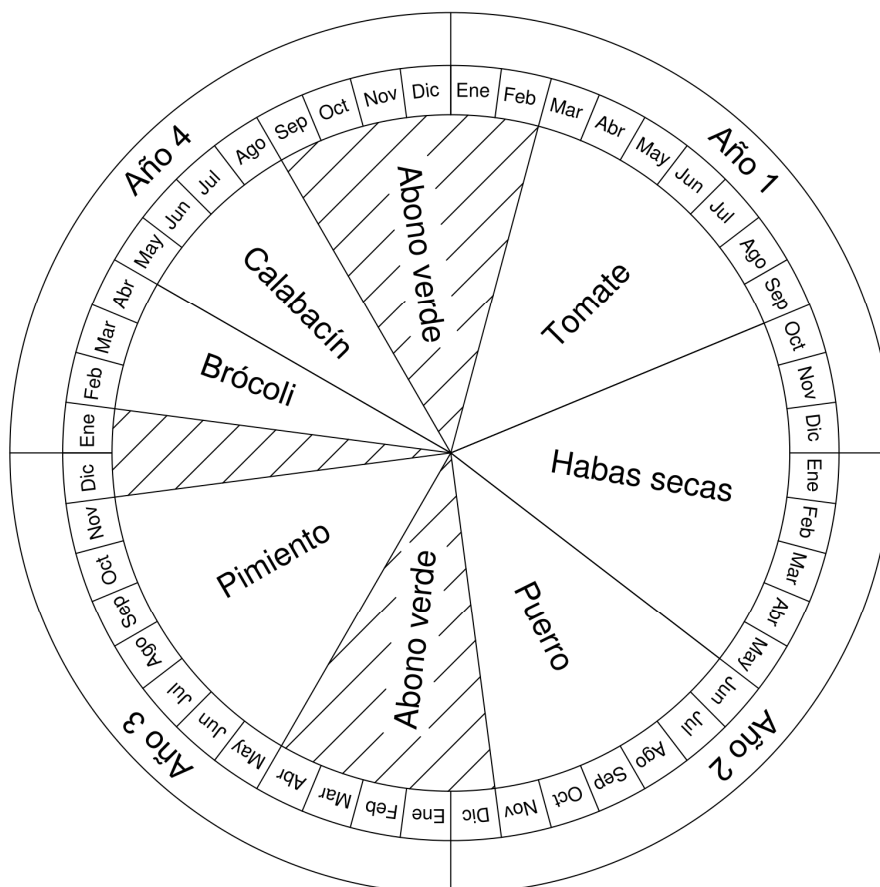 Año 1
Año 2
Año 3
Año 4
Ene
Feb
Mar
Abr
May
Jun
Jul
Ago
Sep
Oct
Nov
Dic
Ene
Feb
Mar
Abr
May
Jun
Jul
Ago
Sep
Oct
Nov
Dic
Ene
Feb
Mar
Abr
May
Jun
Jul
Ago
Sep
Oct
Nov
Dic
Ene
Feb
Mar
Abr
May
Jun
Jul
Ago
Sep
Oct
Nov
Dic
Tomate
Habas secas
Puerro
Abono verde
Pimiento
Brócoli
Calabacín
Abono verde